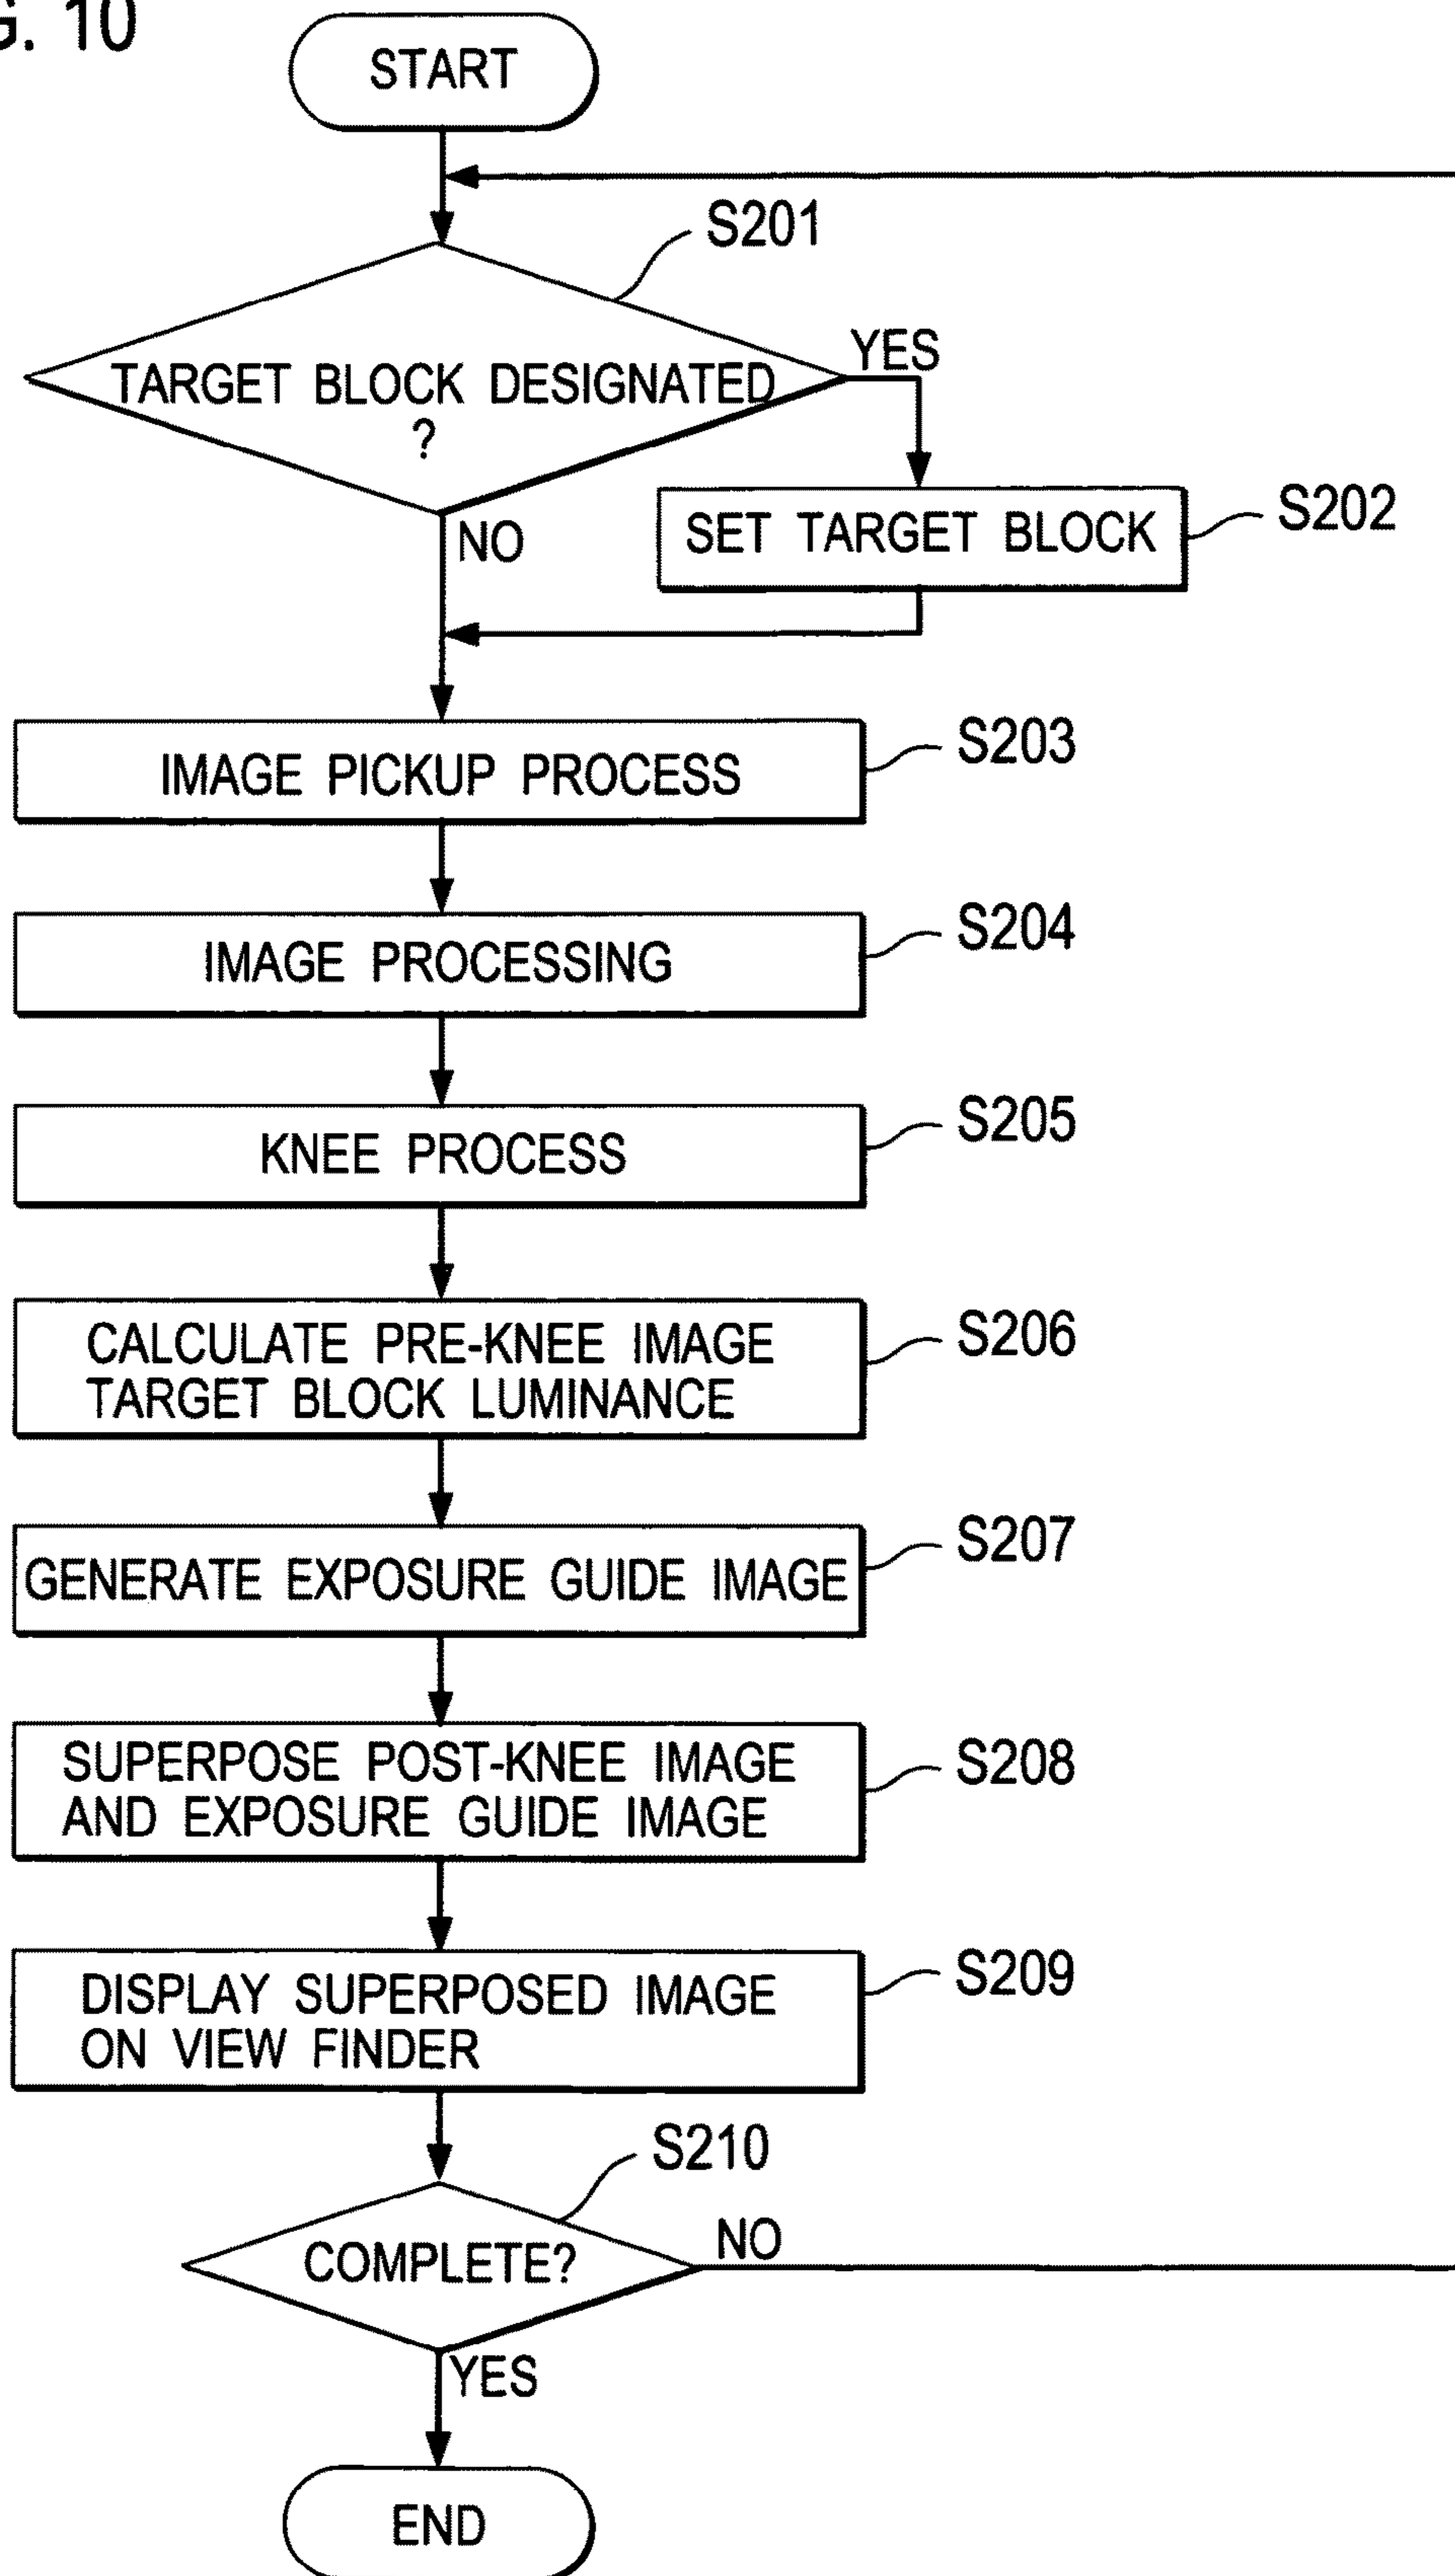 G. 10
START
S201
TARGET BLOCK DESIGNATED
?
YES
NO
SET TARGET BLOCK
S202
IMAGE PICKUP PROCESS
S203
IMAGE PROCESSING
S204
KNEE PROCESS
S205
CALCULATE PRE-KNEE IMAGE
TARGET BLOCK LUMINANCE
S206
GENERATE EXPOSURE GUIDE IMAGE
S207
SUPERPOSE POST-KNEE IMAGE
AND EXPOSURE GUIDE IMAGE
S208
DISPLAY SUPERPOSED IMAGE
ON VIEW FINDER
S209
S210
COMPLETE?
NO
YES
END